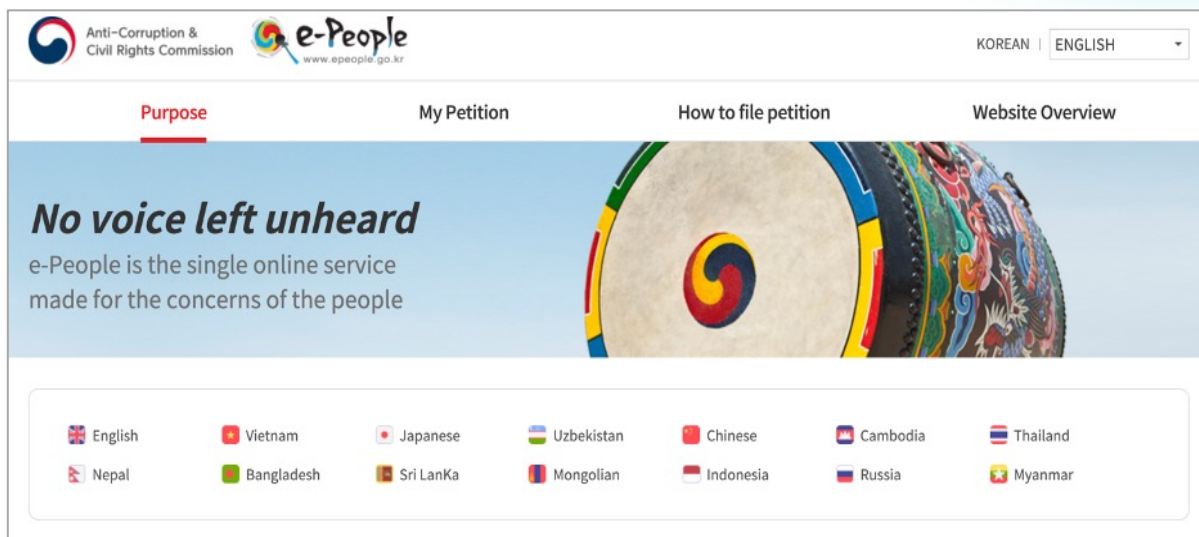 Anti-Corruption &
Civil Rights Commission
e-People
www.epeople.go.kr
KOREAN | ENGLISH
Purpose My Petition How to file petition Website Overview
No voice left unheard
e-People is the single online service
made for the concerns of the people
English Vietnam Japanese Uzbekistan Chinese Cambodia Thailand
Nepal Bangladesh Sri LanKa Mongolian Indonesia Russia Myanmar